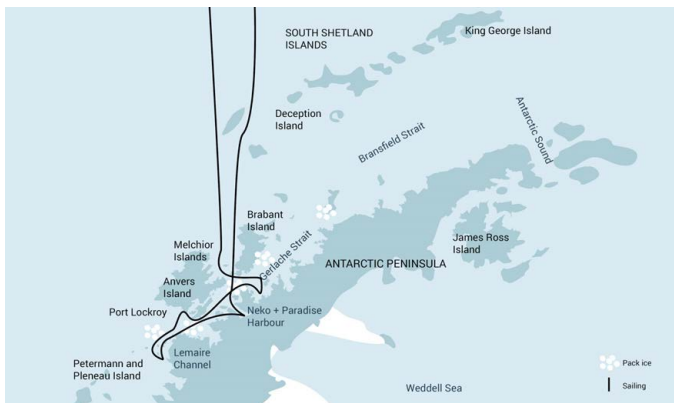 SOUTH SHETLAND
ISLANDS
King George Island
Deception
Island
Bransfield Strait
Antarctic Sound
Brabant
Island
Melchior
Islands
Gerlache Strait
James Ross
Island
ANTARCTIC PENINSULA
Anvers
Island
Port Lockroy
Neko + Paradise
Harbour
Lemaire
Channel
Petermann and
Pleneau Island
Weddell Sea
Pack ice
Sailing